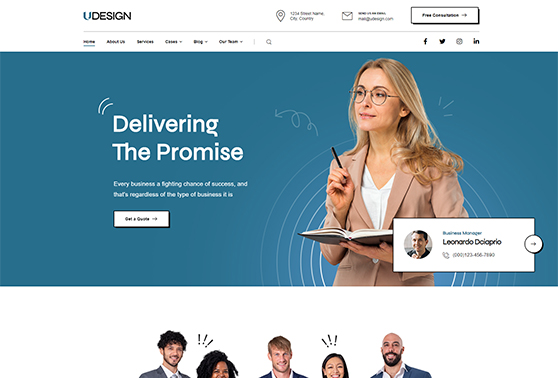 UDESIGN
1234 Street Name,
City, Country
SEND US AN EMAIL
mail@udesign.com
Free Consultation
Home
About Us
Services
Cases
Blog
Our Team
Delivering
The Promise
Every business a fighting chance of success, and
that's regardless of the type of business it is
Get a Quote
Business Manager
Leonardo Dciaprio
(000)123-456-7890